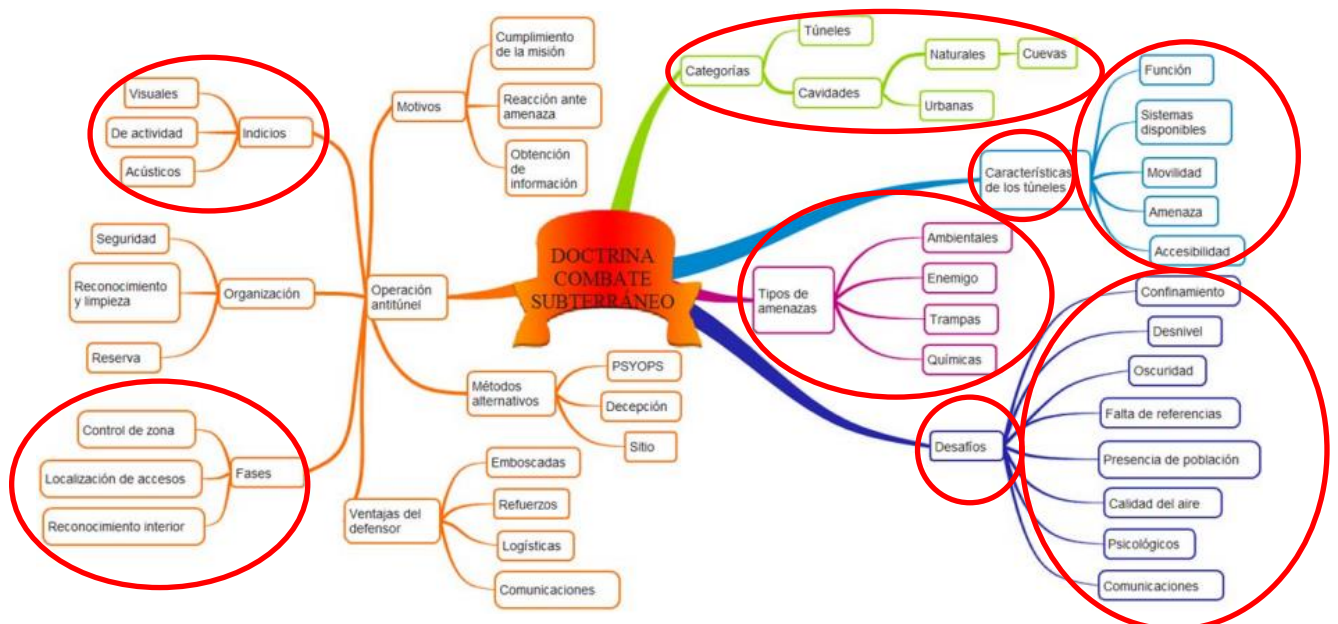 DOCTRINA
COMBATE
SUBTERRÁNEO
Categorías
Túneles
Cavidades
Naturales
Cuevas
Urbanas
Características
de los túneles
Función
Sistemas
disponibles
Movilidad
Amenaza
Accesibilidad
Tipos de
amenazas
Ambientales
Enemigo
Trampas
Químicas
Desafíos
Confinamiento
Desnivel
Oscuridad
Falta de referencias
Presencia de población
Calidad del aire
Psicológicos
Comunicaciones
Operación
antitúnel
Motivos
Cumplimiento
de la misión
Reacción ante
amenaza
Obtención
de
información
Indicios
Visuales
De actividad
Acústicos
Organización
Seguridad
Reconocimiento
y limpieza
Reserva
Métodos
alternativos
PSYOPS
Decepción
Sitio
Fases
Control de zona
Localización de accesos
Reconocimiento interior
Ventajas del
defensor
Emboscadas
Refuerzos
Logísticas
Comunicaciones